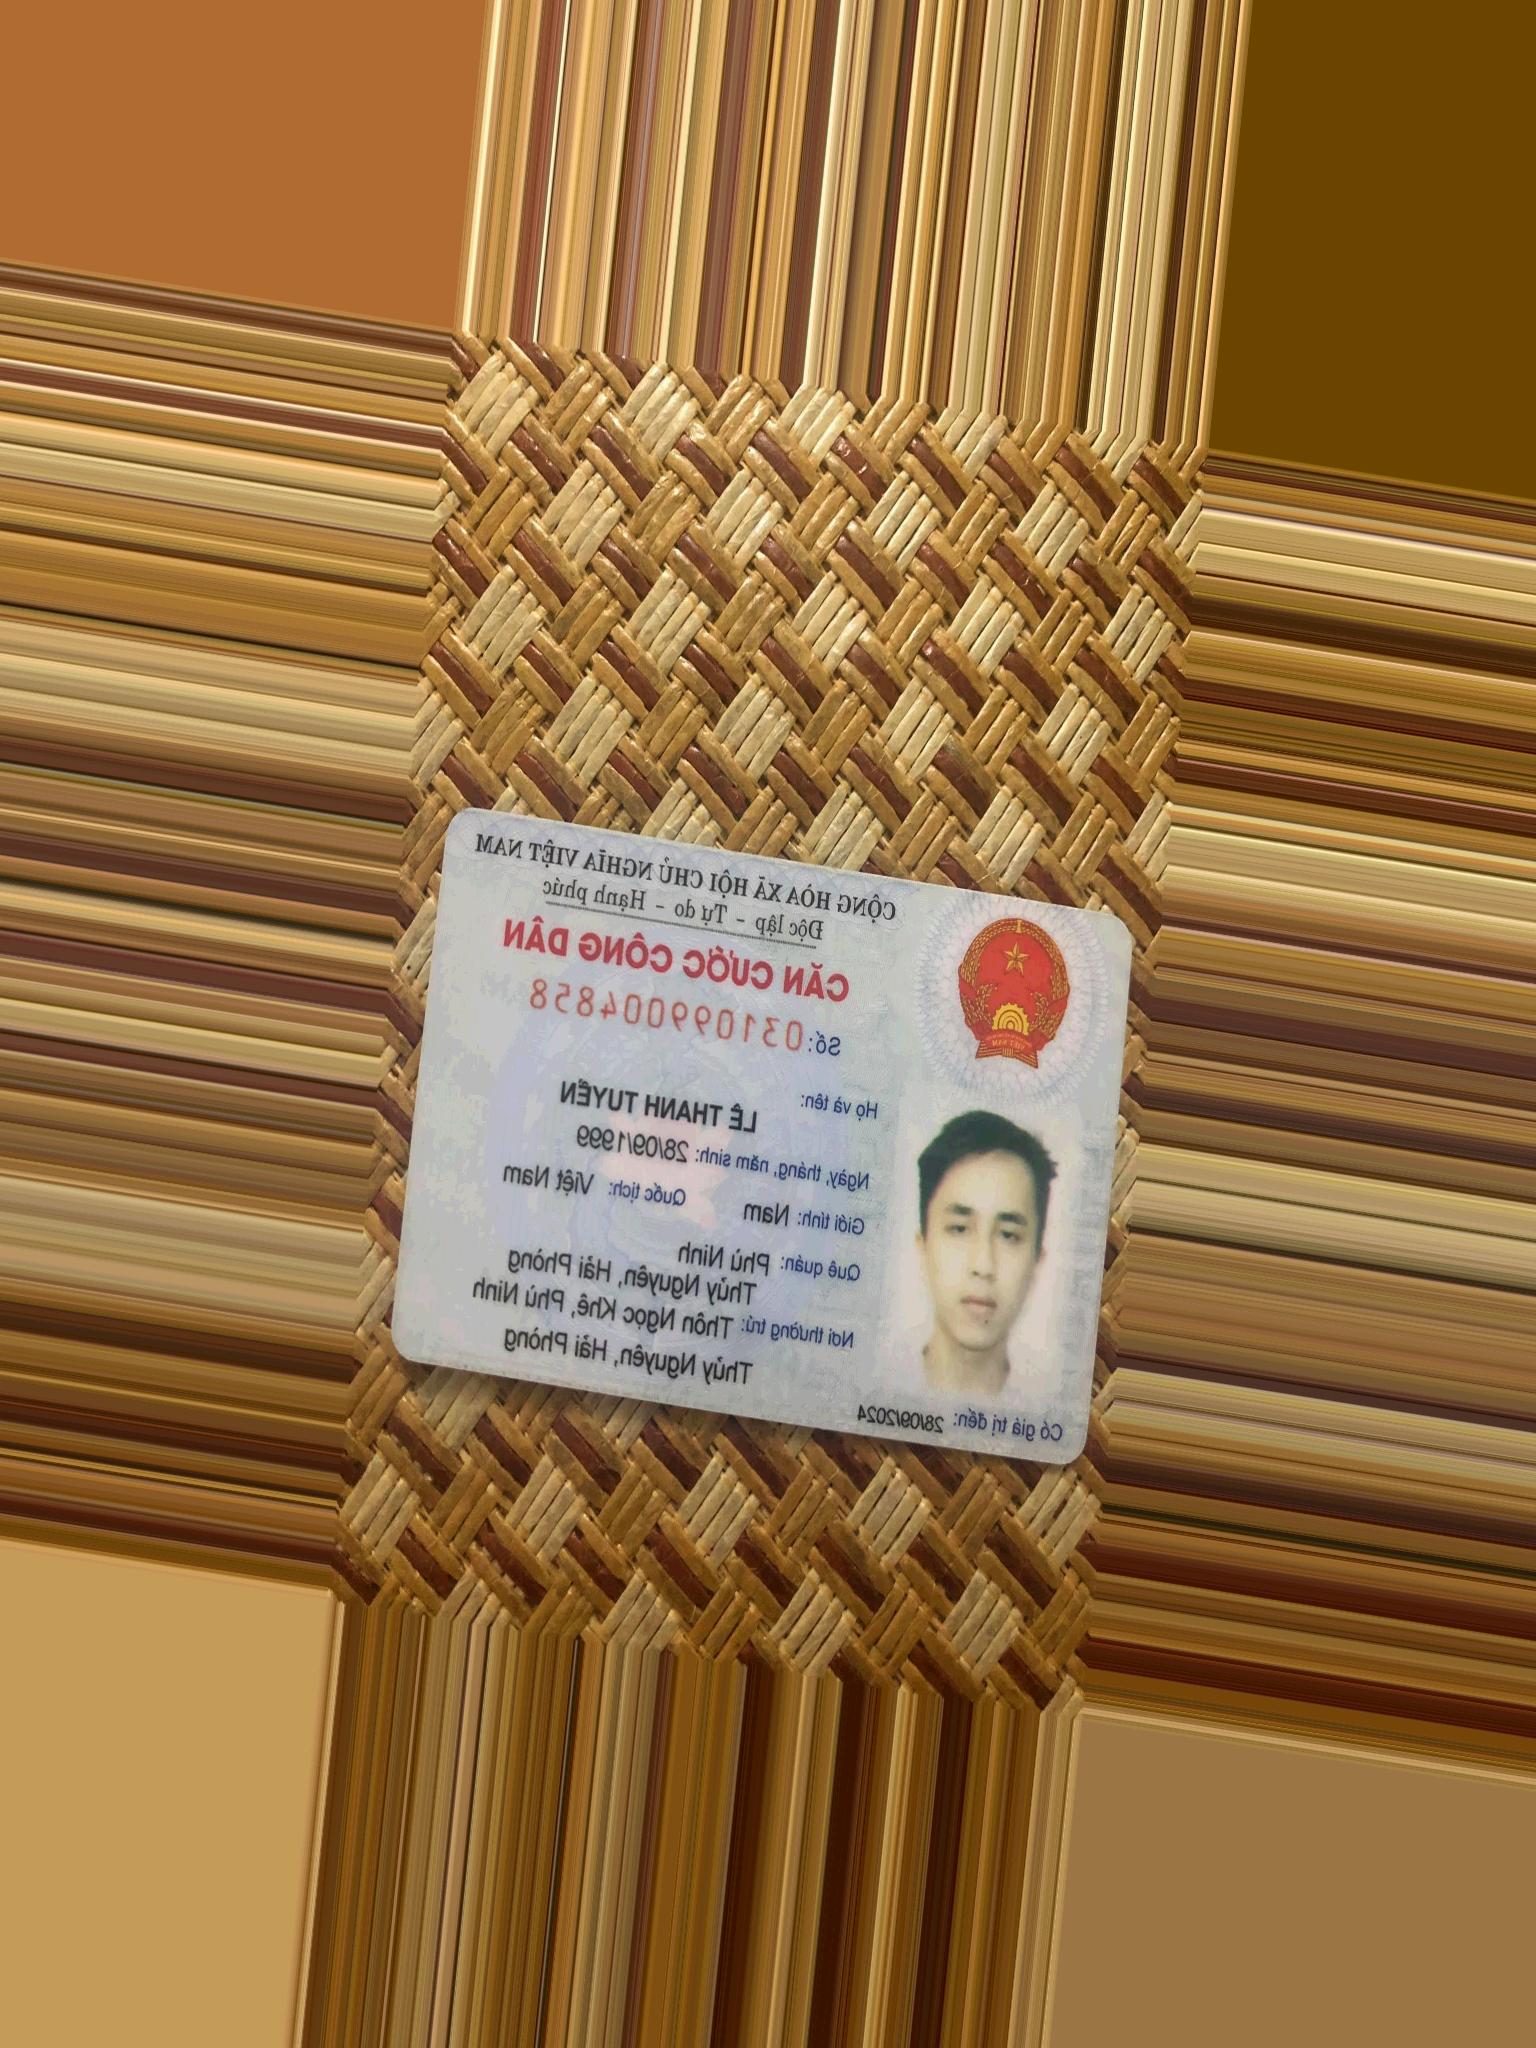 CỘNG HÒA XÃ HỘI CHỦ NGHĨA VIỆT NAM
Độc lập - Tự do - Hạnh phúc
CĂN CƯỚC CÔNG DÂN
Số: 031099004858
Họ và tên:
LÊ THANH TUYỂN
Ngày, tháng, năm sinh: 28/09/1999
Giới tính: Nam Quốc tịch: Việt Nam
Quê quán: Phù Ninh
Thủy Nguyên, Hải Phòng
Nơi thường trú: Thôn Ngọc Khê, Phù Ninh
Thủy Nguyên, Hải Phòng
Có giá trị đến: 28/09/2024
VIỆT NAM